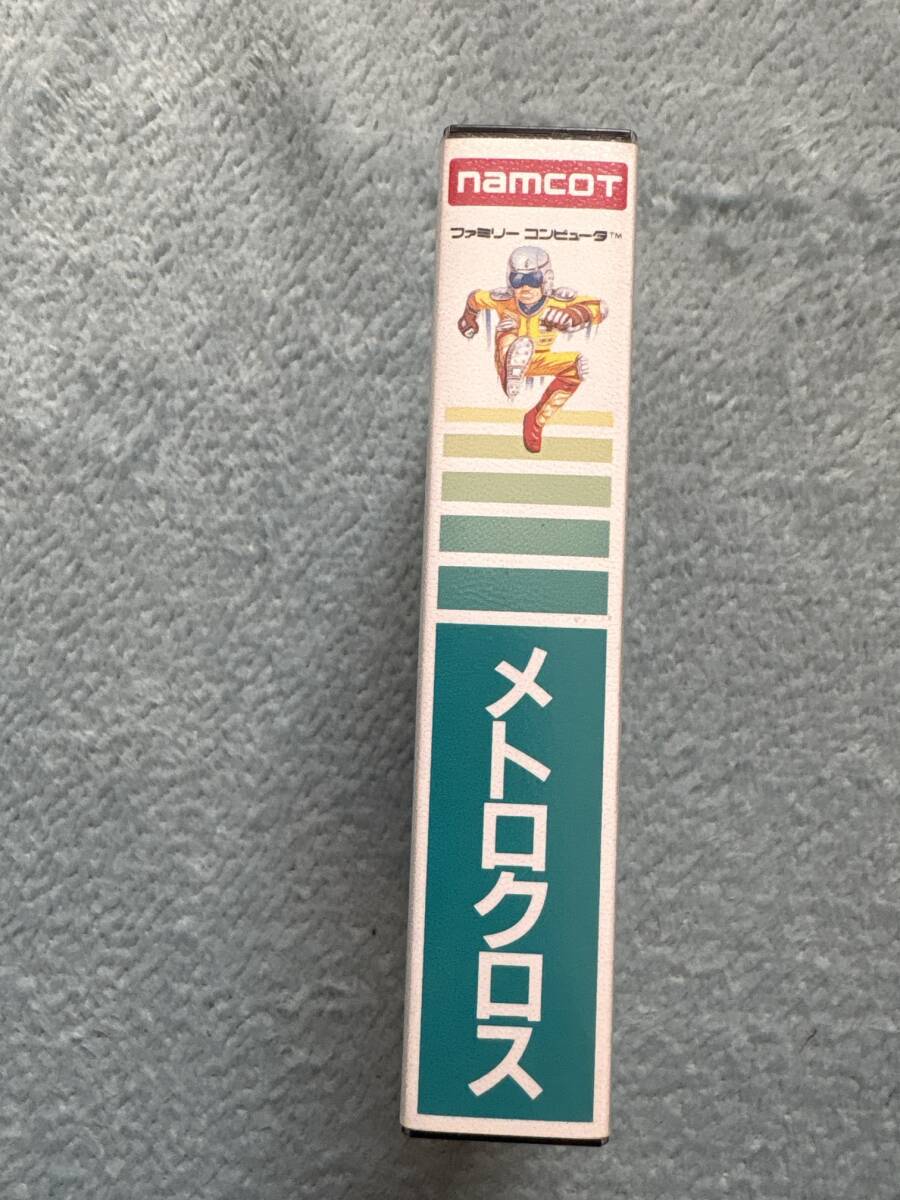 namcot
ファミリー コンピュータ™
メトロクロス